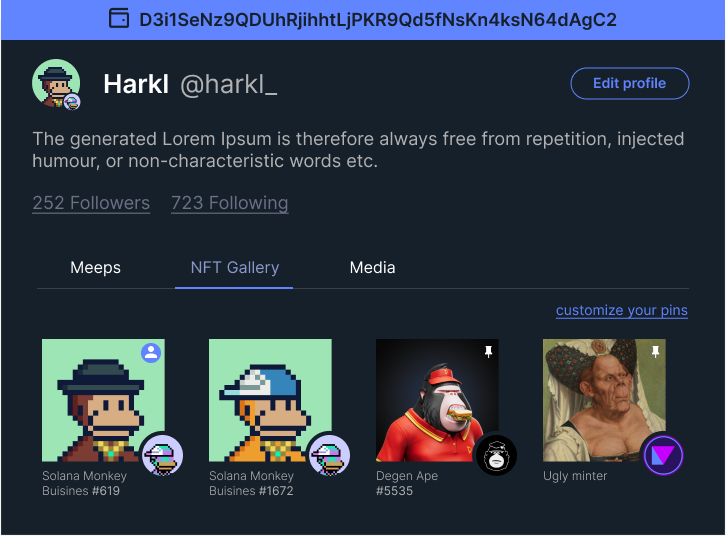 D3i1SeNz9QDUhRjihhtLjPKR9Qd5fNsKn4ksN64dAgC2
Harkl @harkl_
Edit profile
The generated Lorem Ipsum is therefore always free from repetition, injected
humour, or non-characteristic words etc.
252 Followers 723 Following
Meeps NFT Gallery Media
customize your pins
Solana Monkey
Buisines #619
Solana Monkey
Buisines #1672
Degen Ape
#5535
Ugly minter